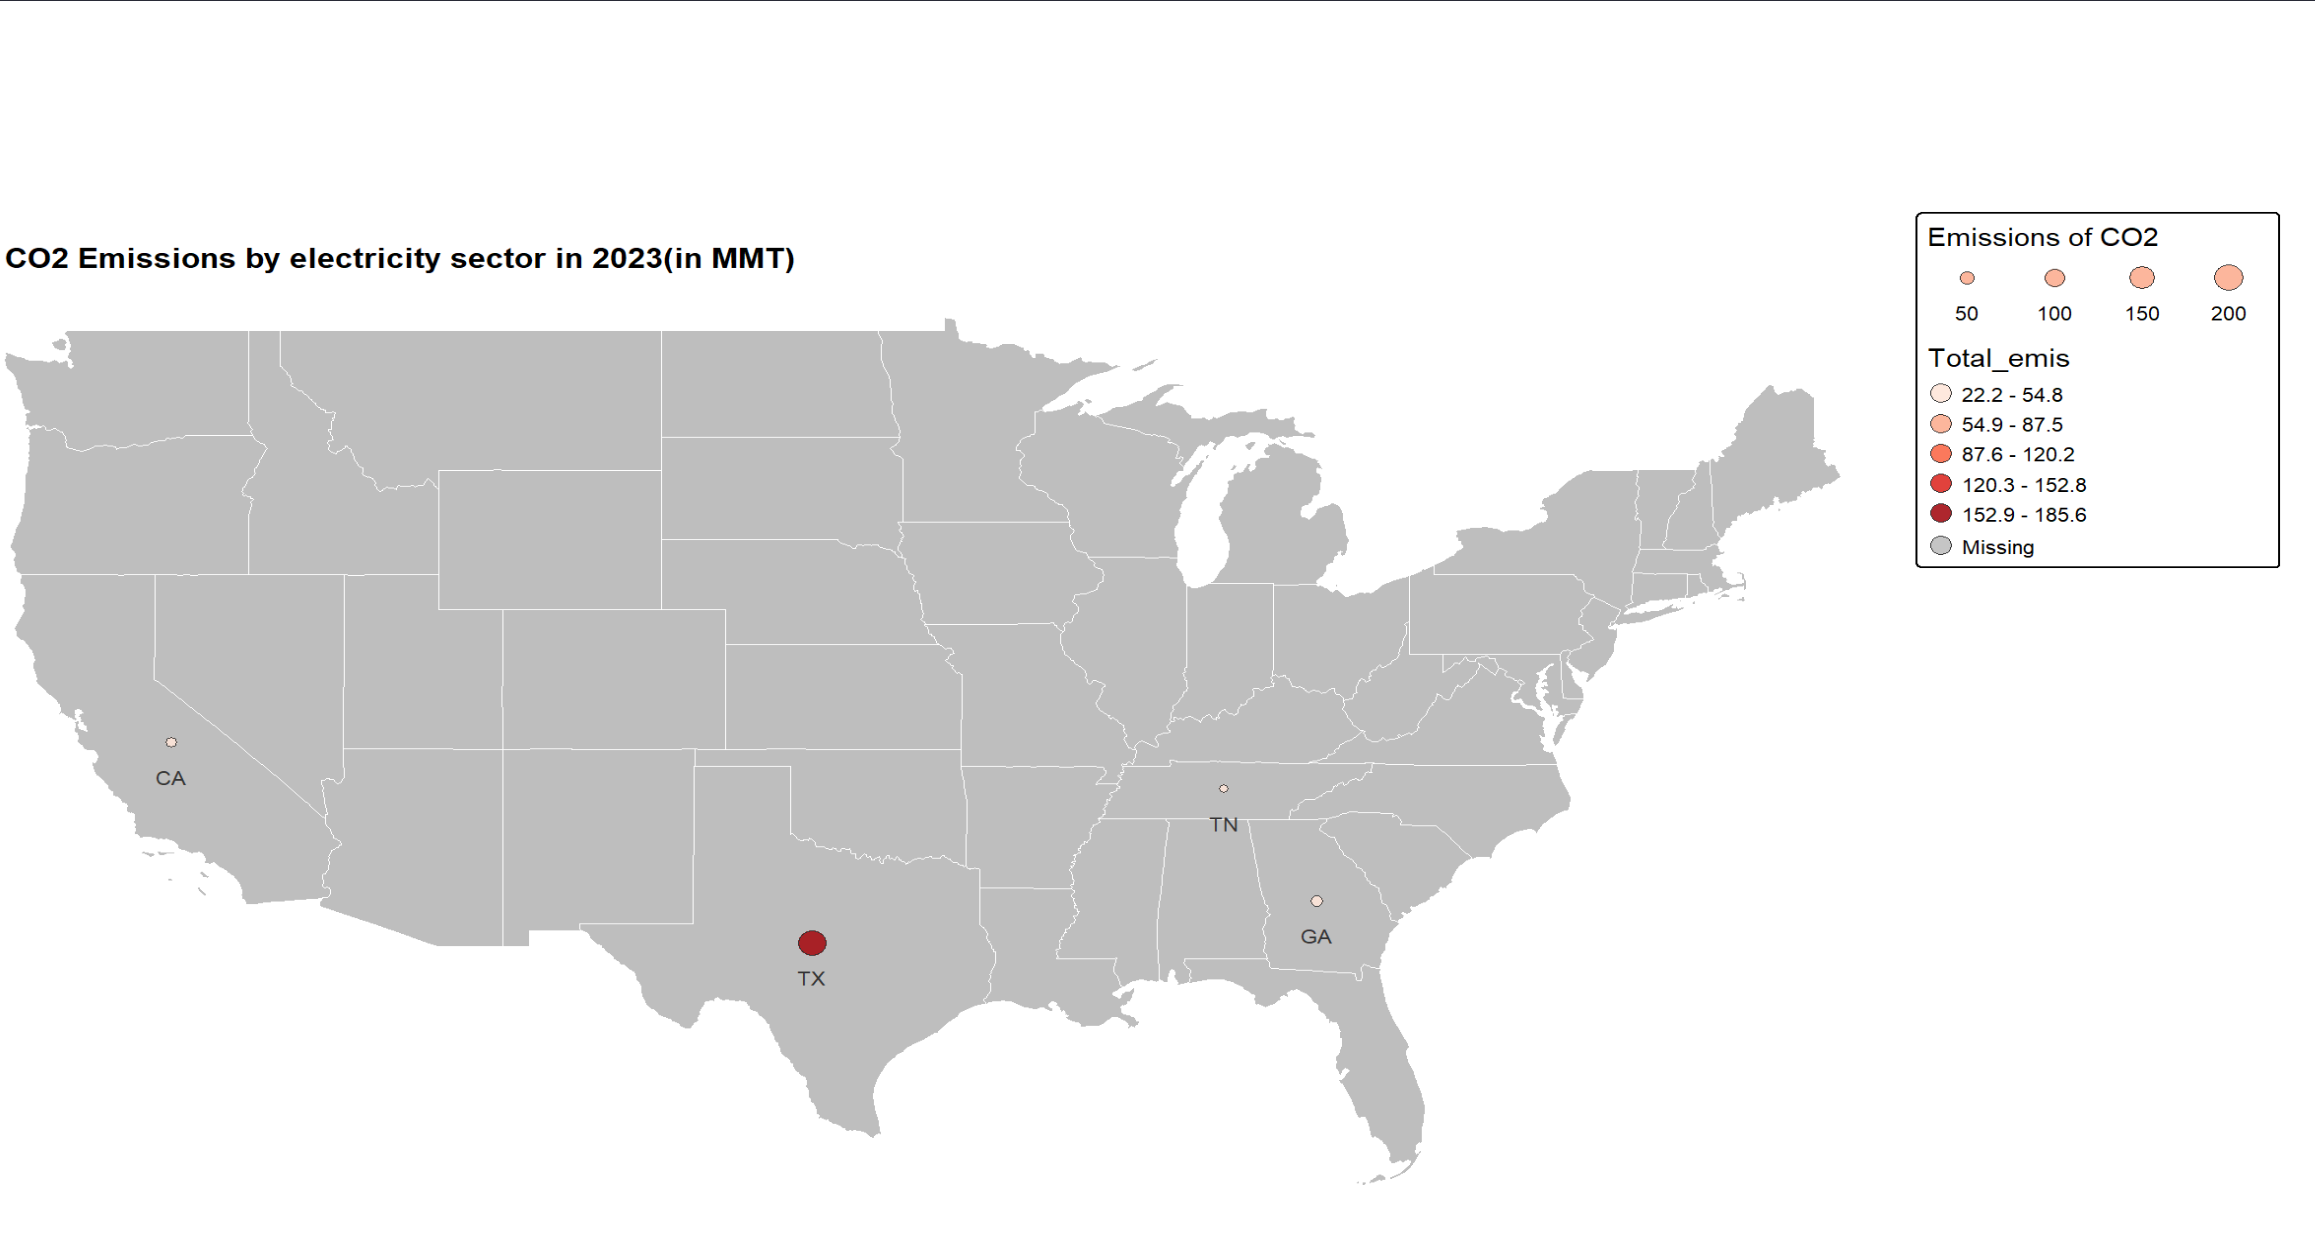 CO2 Emissions by electricity sector in 2023(in MMT)
Emissions of CO2
50 100 150 200
Total_emis
22.2 - 54.8
54.9 - 87.5
87.6 - 120.2
120.3 - 152.8
152.9 - 185.6
Missing
CA
TN
GA
TX